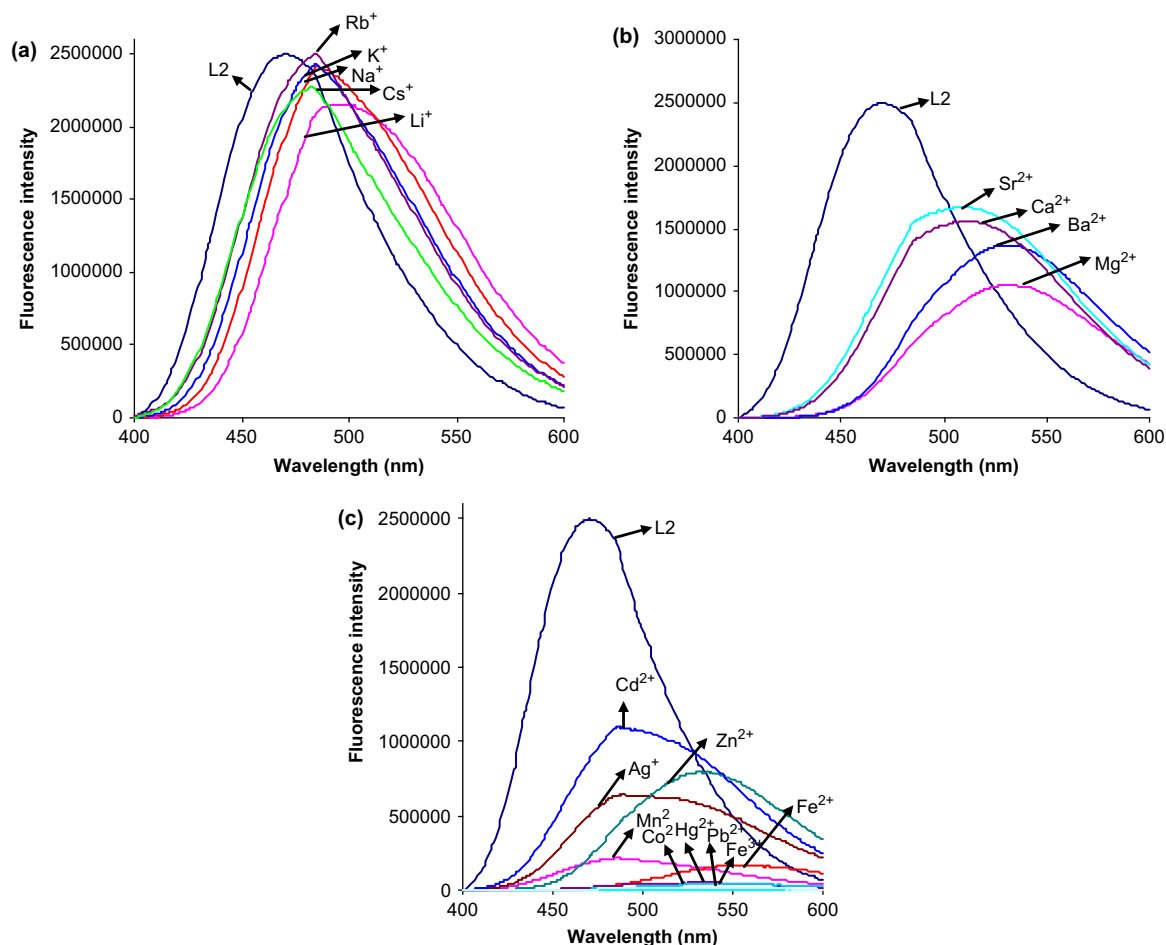 (a)
Fluorescence intensity
2500000
2000000
1500000
1000000
500000
0
L2
Rb⁺
K⁺
Na⁺
Cs⁺
Li⁺
400 450 500 550 600
Wavelength (nm)
(b)
Fluorescence intensity
3000000
2500000
2000000
1500000
1000000
500000
0
L2
Sr²⁺
Ca²⁺
Ba²⁺
Mg²⁺
400 450 500 550 600
Wavelength (nm)
(c)
Fluorescence intensity
2500000
2000000
1500000
1000000
500000
0
L2
Cd²⁺
Zn²⁺
Ag⁺
Fe²⁺
Mn²
Co² Hg²⁺ Pb²⁺
Fe³⁺
400 450 500 550 600
Wavelength (nm)